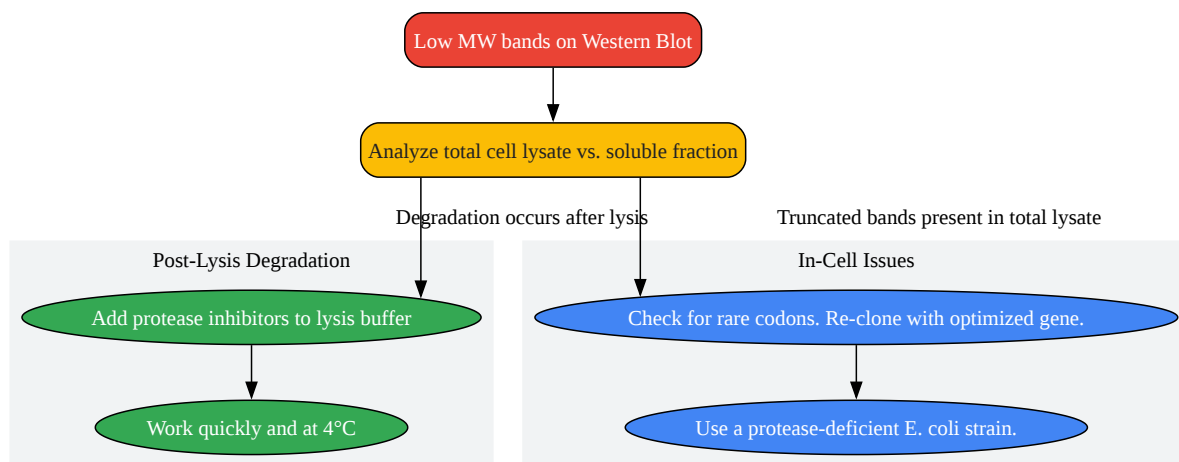 Low MW bands on Western Blot
Analyze total cell lysate vs. soluble fraction
Degradation occurs after lysis
Truncated bands present in total lysate
Post-Lysis Degradation
In-Cell Issues
Add protease inhibitors to lysis buffer
Check for rare codons. Re-clone with optimized gene.
Work quickly and at 4°C
Use a protease-deficient E. coli strain.